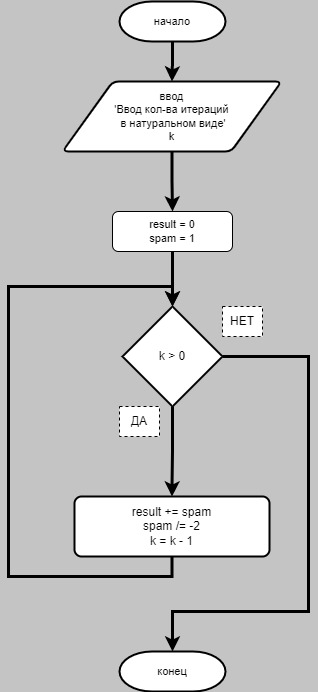 начало
ввод
'Ввод кол-ва итераций
в натуральном виде'
k
result = 0
spam = 1
k > 0
НЕТ
ДА
result += spam
spam /= -2
k = k - 1
конец